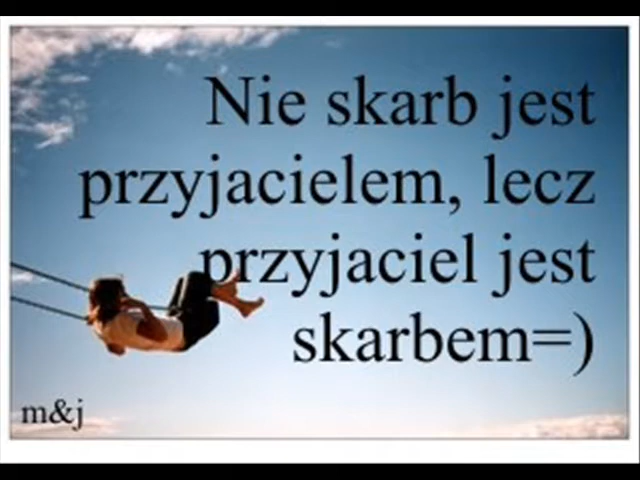 Nie skarb jest
przyjacielem, lecz
przyjaciel jest
skarbem=)
m&j